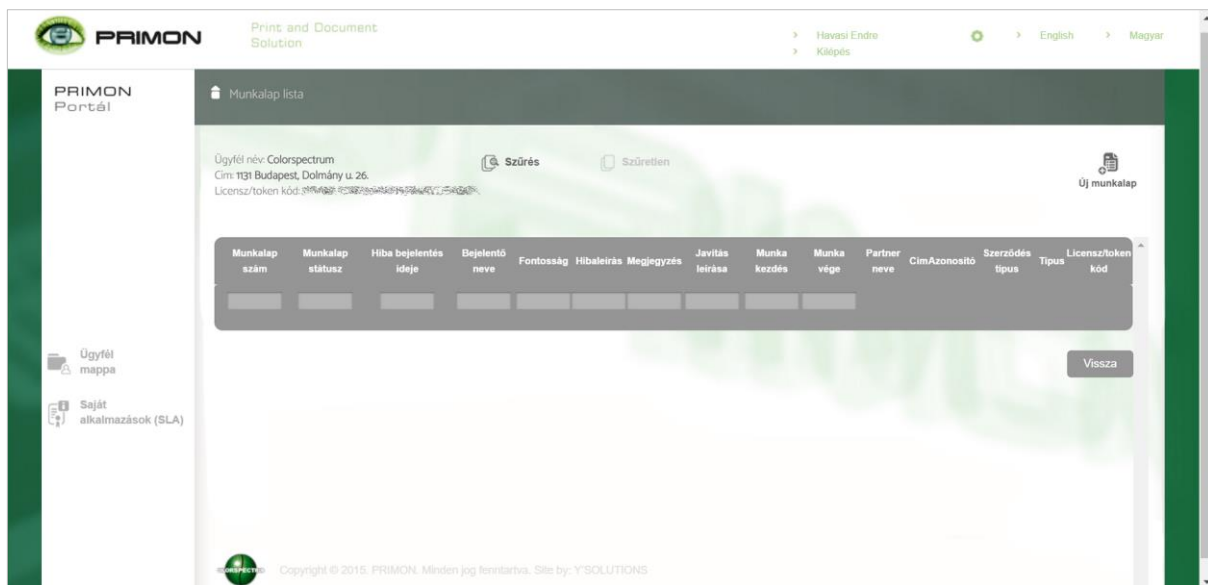 PRIMON
Print and Document
Solution
> Havasi Endre
> Kilépés
> English
> Magyar
PRIMON
Portál
Munkalap lista
Ügyfél név: Colorspectrum
Cím: 1131 Budapest, Dolmány u. 26.
Licensz/token kód:
Szűrés
Szűretlen
Új munkalap
Munkalap szám
Munkalap státusz
Hiba bejelentés ideje
Bejelentő neve
Fontosság
Hibaleírás
Megjegyzés
Javítás leírása
Munka kezdés
Munka vége
Partner neve
CímAzonosító
Szerződés típus
Típus
Licensz/token kód
Ügyfél
mappa
Saját
alkalmazások (SLA)
Vissza
Copyright © 2015. PRIMON. Minden jog fenntartva. Site by: Y'SOLUTIONS